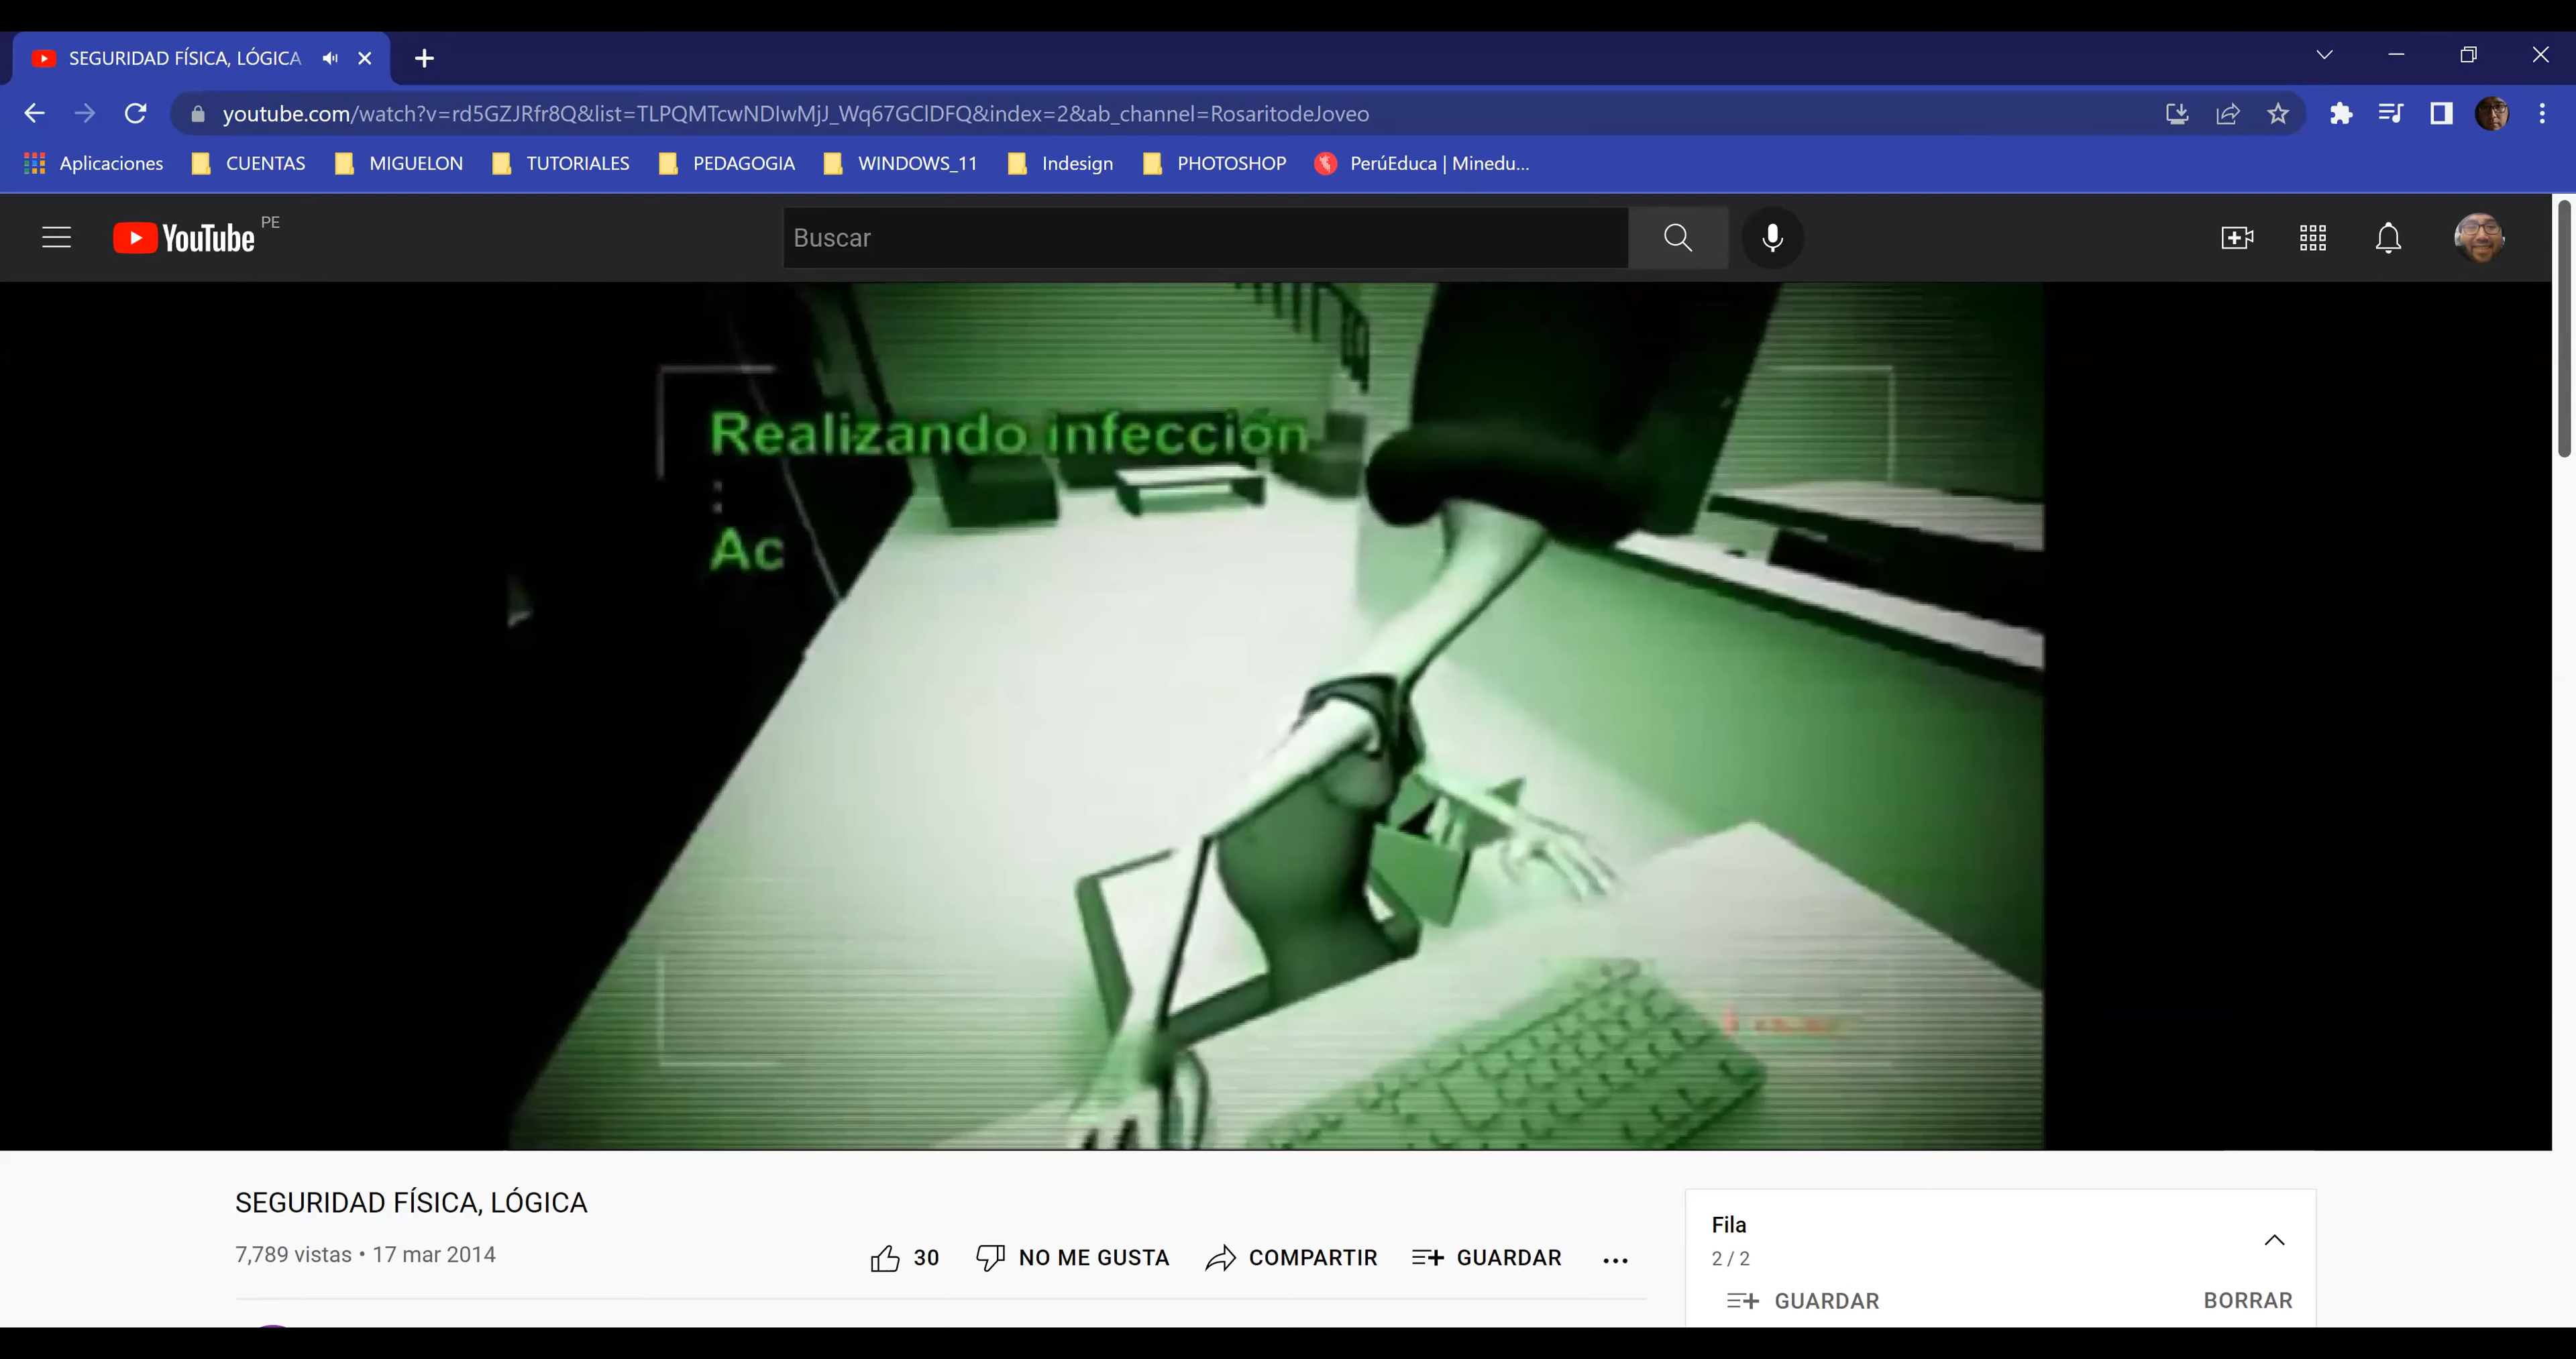 SEGURIDAD FÍSICA, LÓGICA
youtube.com/watch?v=rd5GZJRfr8Q&list=TLPQMTcwNDIwMjJ_Wq67GClDFQ&index=2&ab_channel=RosaritodeJoveo
Aplicaciones CUENTAS MIGUELON TUTORIALES PEDAGOGIA WINDOWS_11 Indesign PHOTOSHOP PerúEduca | Minedu...
YouTube PE Buscar
Realizando infección
:
Ac
SEGURIDAD FÍSICA, LÓGICA
7,789 vistas • 17 mar 2014
30 NO ME GUSTA COMPARTIR GUARDAR
Fila
2 / 2
GUARDAR BORRAR